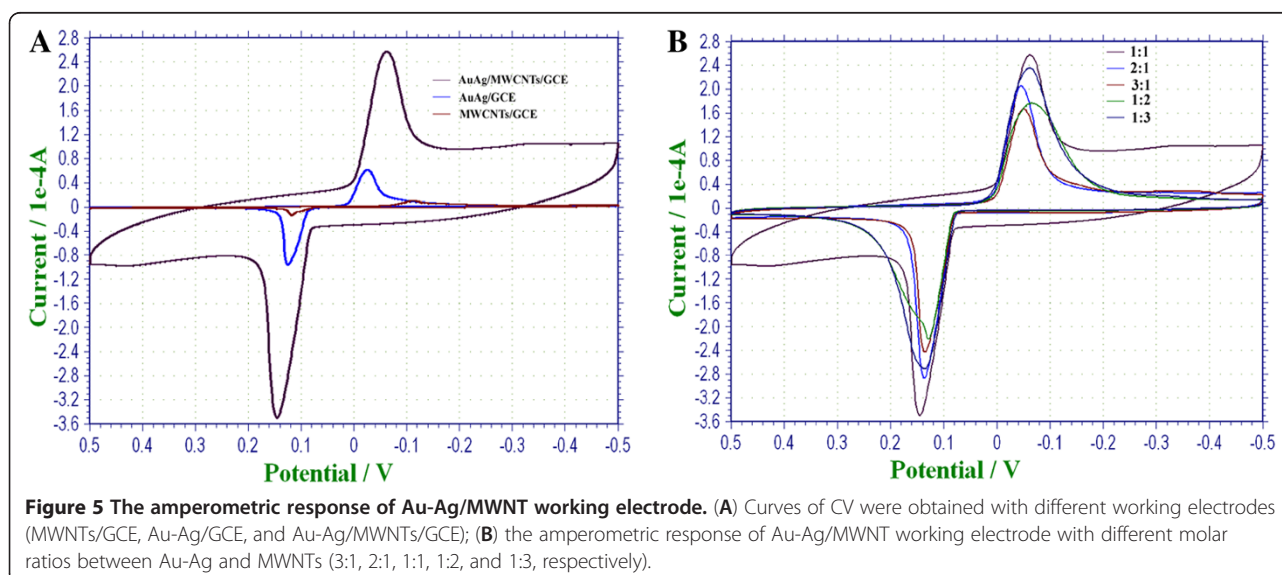 A
2.8
2.4
2.0
1.6
1.2
0.8
0.4
0
-0.4
-0.8
-1.2
-1.6
-2.0
-2.4
-2.8
-3.2
-3.6
Current / 1e-4A
AuAg/MWCNTs/GCE
AuAg/GCE
MWCNTs/GCE
0.5 0.3 0.2 0.1 0 -0.1 -0.2 -0.3 -0.5
Potential / V
B
2.8
2.4
2.0
1.6
1.2
0.8
0.4
0
-0.4
-0.8
-1.2
-1.6
-2.0
-2.4
-2.8
-3.2
-3.6
Current / 1e-4A
1:1
2:1
3:1
1:2
1:3
0.5 0.3 0.2 0.1 0 -0.1 -0.2 -0.3 -0.5
Potential / V
Figure 5 The amperometric response of Au-Ag/MWNT working electrode. (A) Curves of CV were obtained with different working electrodes
(MWNTs/GCE, Au-Ag/GCE, and Au-Ag/MWNTs/GCE); (B) the amperometric response of Au-Ag/MWNT working electrode with different molar
ratios between Au-Ag and MWNTs (3:1, 2:1, 1:1, 1:2, and 1:3, respectively).